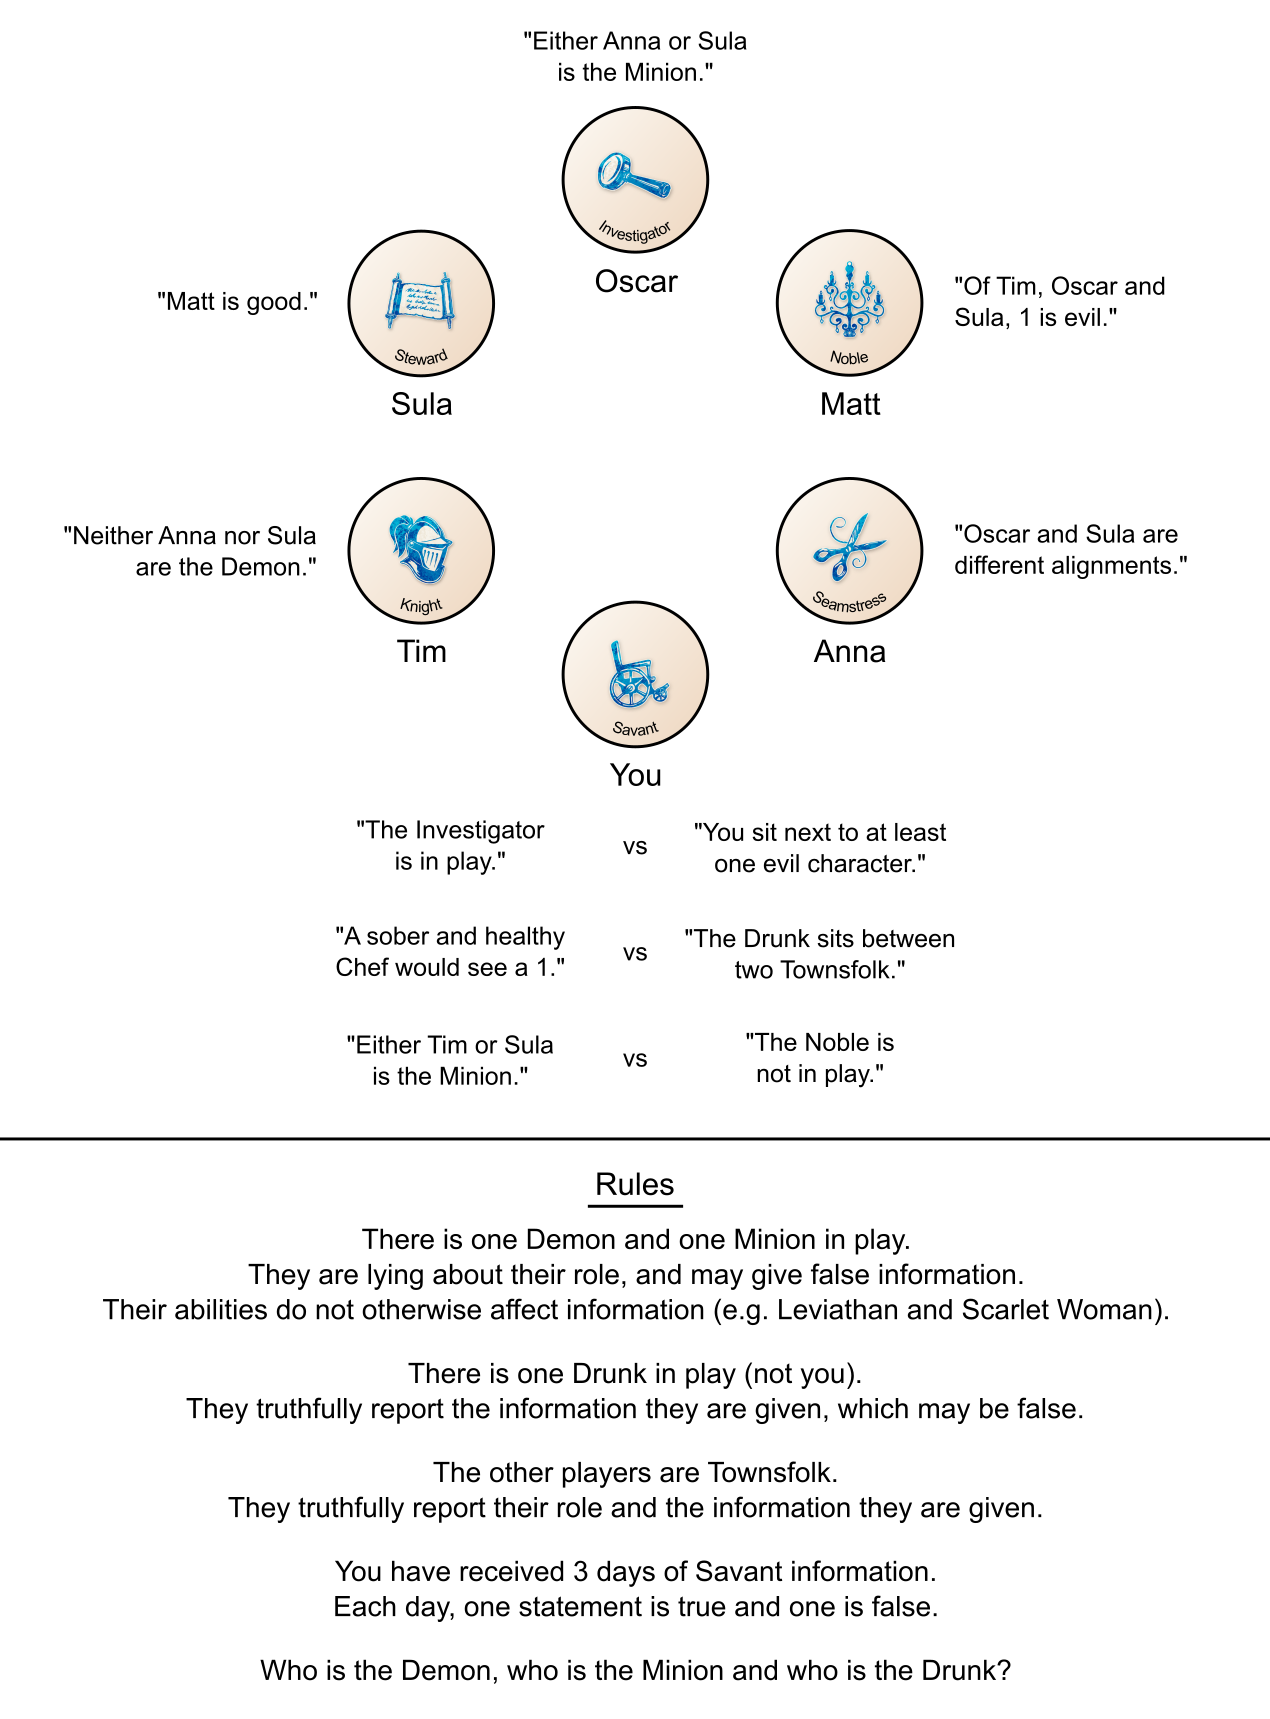 "Either Anna or Sula
is the Minion."
Investigator
Oscar
"Matt is good."
Steward
Sula
Noble
Matt
"Of Tim, Oscar and
Sula, 1 is evil."
"Neither Anna nor Sula
are the Demon."
Knight
Tim
Seamstress
Anna
"Oscar and Sula are
different alignments."
Savant
You
"The Investigator
is in play."
vs
"You sit next to at least
one evil character."
"A sober and healthy
Chef would see a 1."
vs
"The Drunk sits between
two Townsfolk."
"Either Tim or Sula
is the Minion."
vs
"The Noble is
not in play."
Rules
There is one Demon and one Minion in play.
They are lying about their role, and may give false information.
Their abilities do not otherwise affect information (e.g. Leviathan and Scarlet Woman).
There is one Drunk in play (not you).
They truthfully report the information they are given, which may be false.
The other players are Townsfolk.
They truthfully report their role and the information they are given.
You have received 3 days of Savant information.
Each day, one statement is true and one is false.
Who is the Demon, who is the Minion and who is the Drunk?